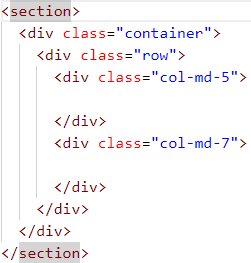 <section>
  <div class="container">
    <div class="row">
      <div class="col-md-5">

      </div>
      <div class="col-md-7">

      </div>
    </div>
  </div>
</section>